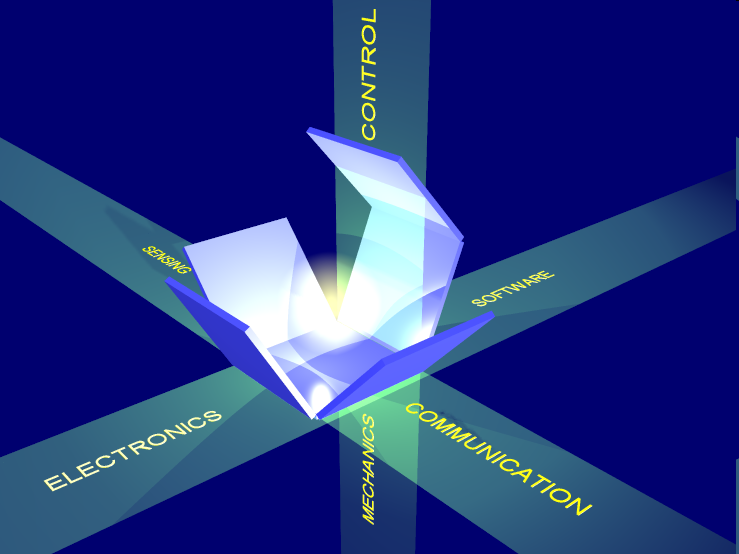 CONTROL
SENSING
SOFTWARE
ELECTRONICS
COMMUNICATION
MECHANICS